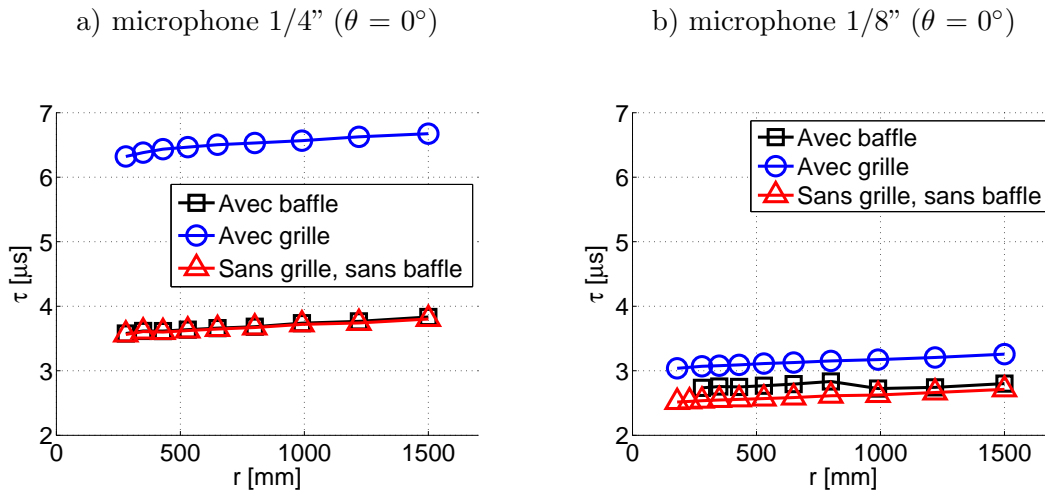 a) microphone 1/4” (θ = 0°)
b) microphone 1/8” (θ = 0°)
7
6
5
4
3
2
τ [μs]
0
500
1000
1500
r [mm]
Avec baffle
Avec grille
Sans grille, sans baffle
7
6
5
4
3
2
τ [μs]
0
500
1000
1500
r [mm]
Avec baffle
Avec grille
Sans grille, sans baffle